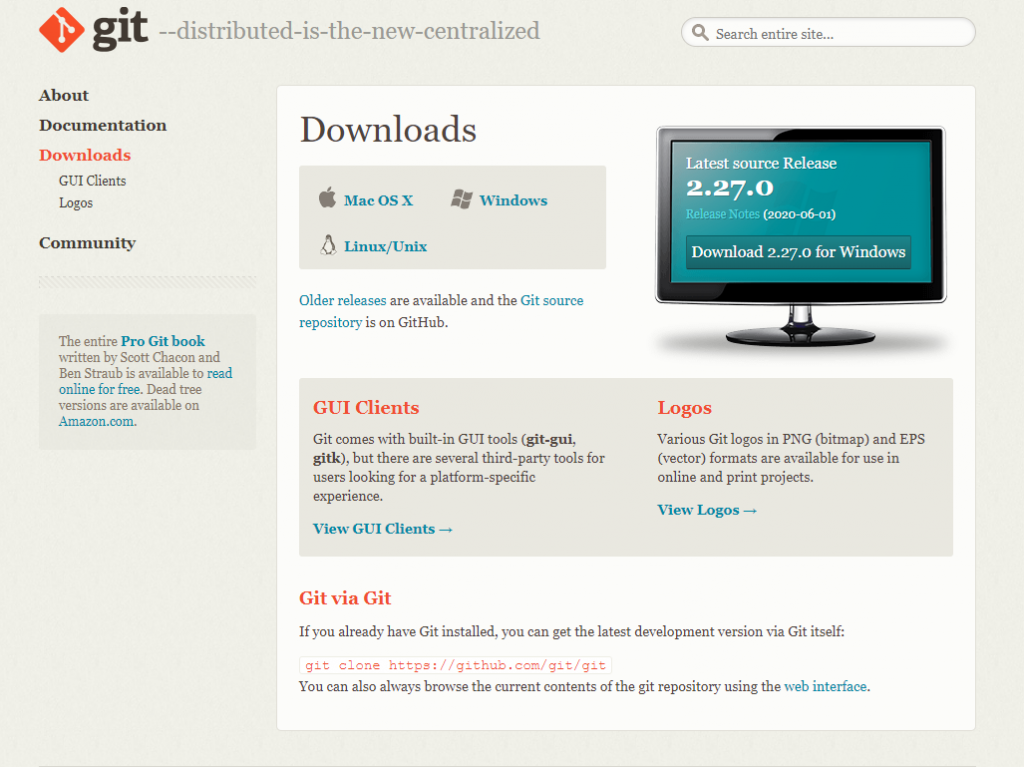 git --distributed-is-the-new-centralized
Search entire site...
About
Documentation
Downloads
GUI Clients
Logos
Community
The entire Pro Git book
written by Scott Chacon and
Ben Straub is available to read
online for free. Dead tree
versions are available on
Amazon.com.
Downloads
Mac OS X
Windows
Linux/Unix
Older releases are available and the Git source
repository is on GitHub.
Latest source Release
2.27.0
Release Notes (2020-06-01)
Download 2.27.0 for Windows
GUI Clients
Git comes with built-in GUI tools (git-gui,
gitk), but there are several third-party tools for
users looking for a platform-specific
experience.
View GUI Clients →
Logos
Various Git logos in PNG (bitmap) and EPS
(vector) formats are available for use in
online and print projects.
View Logos →
Git via Git
If you already have Git installed, you can get the latest development version via Git itself:
git clone https://github.com/git/git
You can also always browse the current contents of the git repository using the web interface.